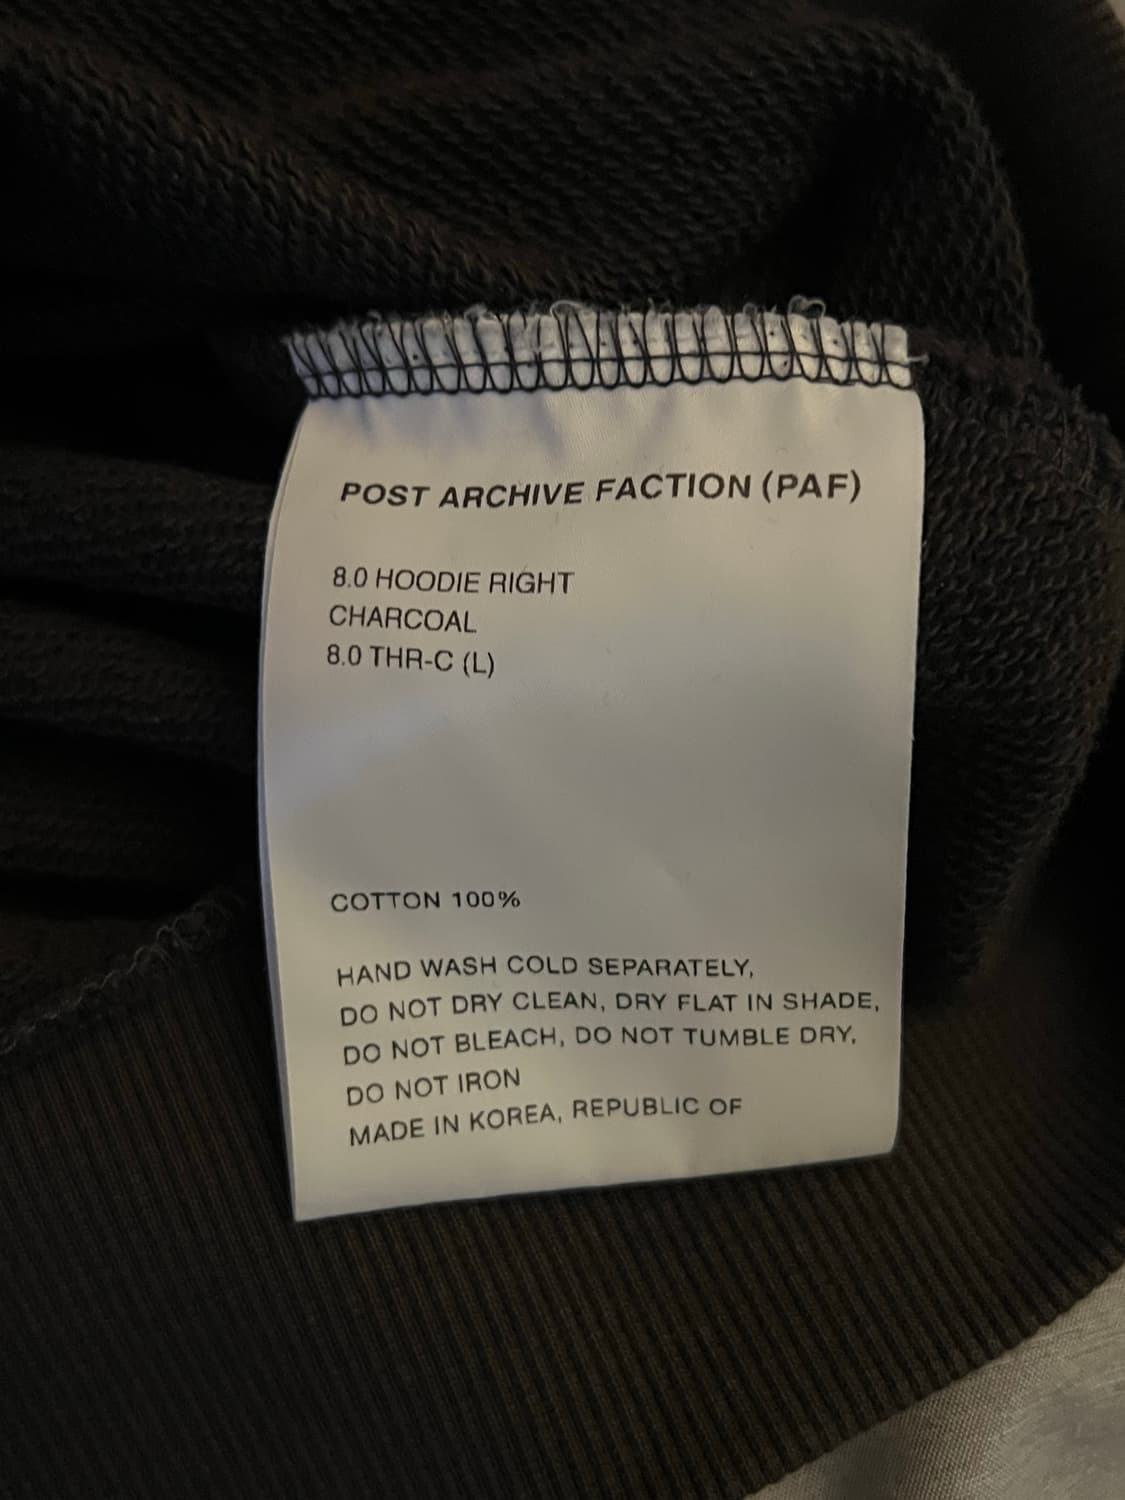 POST ARCHIVE FACTION (PAF)
8.0 HOODIE RIGHT
CHARCOAL
8.0 THR-C (L)
COTTON 100%
HAND WASH COLD SEPARATELY,
DO NOT DRY CLEAN, DRY FLAT IN SHADE,
DO NOT BLEACH, DO NOT TUMBLE DRY,
DO NOT IRON
MADE IN KOREA, REPUBLIC OF